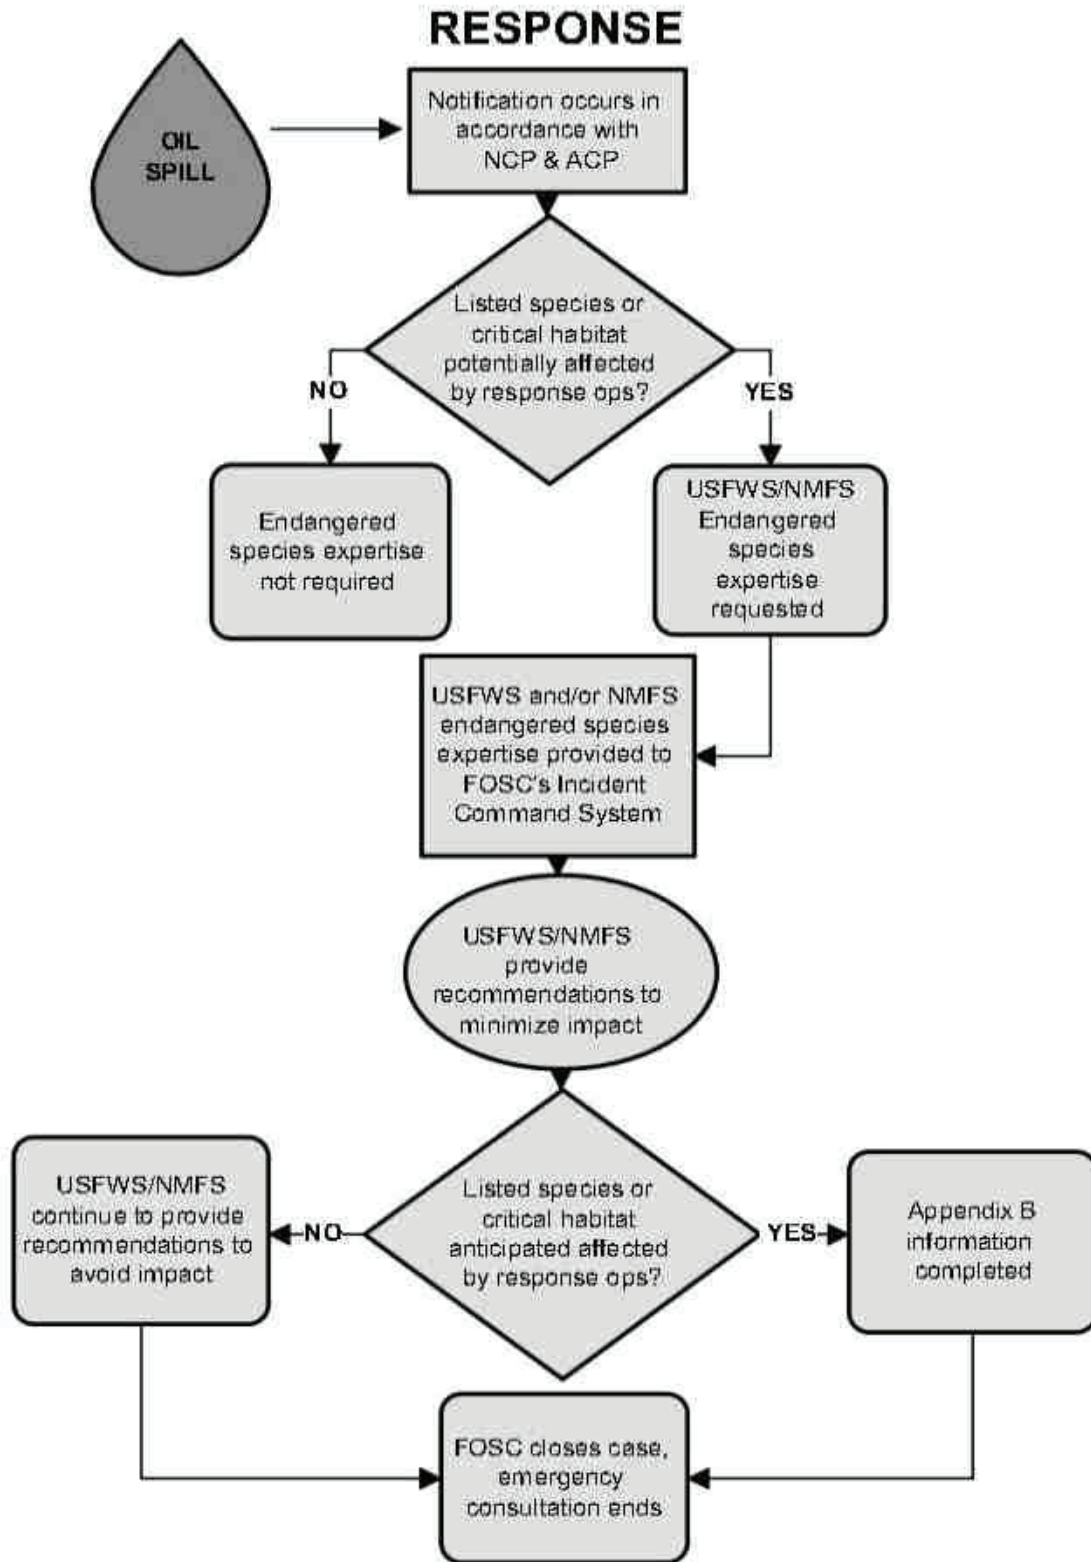 RESPONSE
OIL
SPILL
Notification occurs in
accordance with
NCP & ACP
Listed species or
critical habitat
potentially affected
by response ops?
NO
YES
Endangered
species expertise
not required
USFWS/NMFS
Endangered
species
expertise
requested
USFWS and/or NMFS
endangered species
expertise provided to
FOSC's Incident
Command System
USFWS/NMFS
provide
recommendations to
minimize impact
Listed species or
critical habitat
anticipated affected
by response ops?
NO
YES
USFWS/NMFS
continue to provide
recommendations to
avoid impact
Appendix B
information
completed
FOSC closes case,
emergency
consultation ends